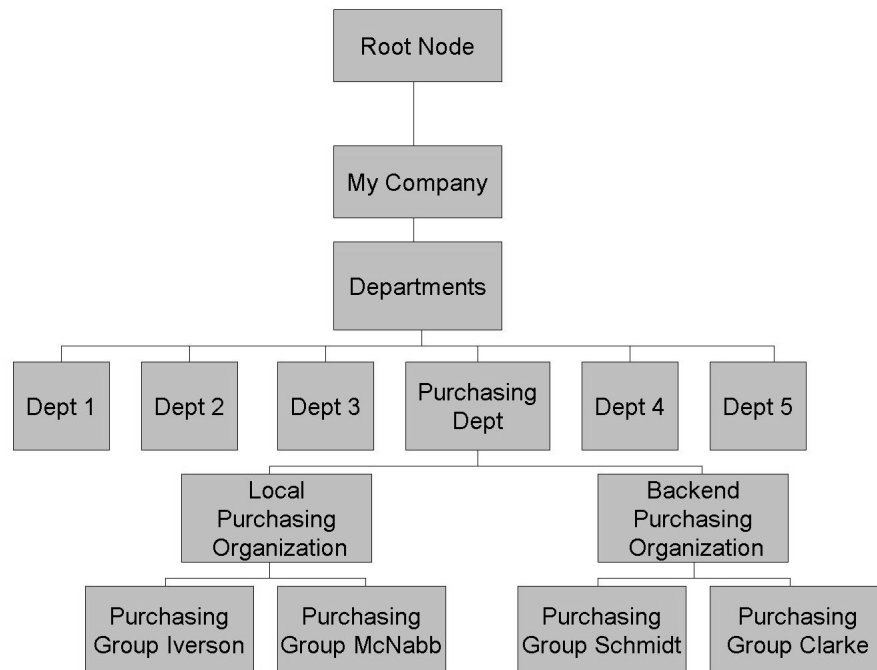 Root Node
My Company
Departments
Dept 1
Dept 2
Dept 3
Purchasing
Dept
Dept 4
Dept 5
Local
Purchasing
Organization
Backend
Purchasing
Organization
Purchasing
Group Iverson
Purchasing
Group McNabb
Purchasing
Group Schmidt
Purchasing
Group Clarke